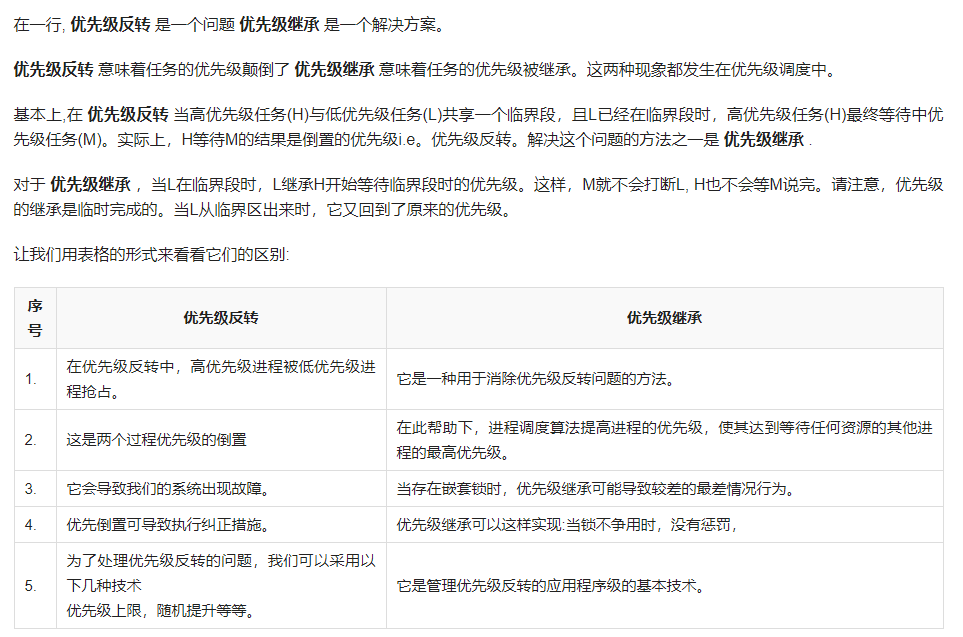 在一行, 优先级反转 是一个问题 优先级继承 是一个解决方案。
优先级反转 意味着任务的优先级颠倒了 优先级继承 意味着任务的优先级被继承。这两种现象都发生在优先级调度中。
基本上,在 优先级反转 当高优先级任务(H)与低优先级任务(L)共享一个临界段，且L已经在临界段时，高优先级任务(H)最终等待中优
先级任务(M)。实际上，H等待M的结果是倒置的优先级i.e。优先级反转。解决这个问题的方法之一是 优先级继承 .
对于 优先级继承 ，当L在临界段时，L继承H开始等待临界段时的优先级。这样，M就不会打断L, H也不会等M说完。请注意，优先级
的继承是临时完成的。当L从临界区出来时，它又回到了原来的优先级。
让我们用表格的形式来看看它们的区别:
序
号
优先级反转
优先级继承
1.
在优先级反转中，高优先级进程被低优先级进
程抢占。
它是一种用于消除优先级反转问题的方法。
2.
这是两个过程优先级的倒置
在此帮助下，进程调度算法提高进程的优先级，使其达到等待任何资源的其他进
程的最高优先级。
3.
它会导致我们的系统出现故障。
当存在嵌套锁时，优先级继承可能导致较差的最差情况行为。
4.
优先倒置可导致执行纠正措施。
优先级继承可以这样实现:当锁不争用时，没有惩罚，
5.
为了处理优先级反转的问题，我们可以采用以
下几种技术
优先级上限，随机提升等等。
它是管理优先级反转的应用程序级的基本技术。